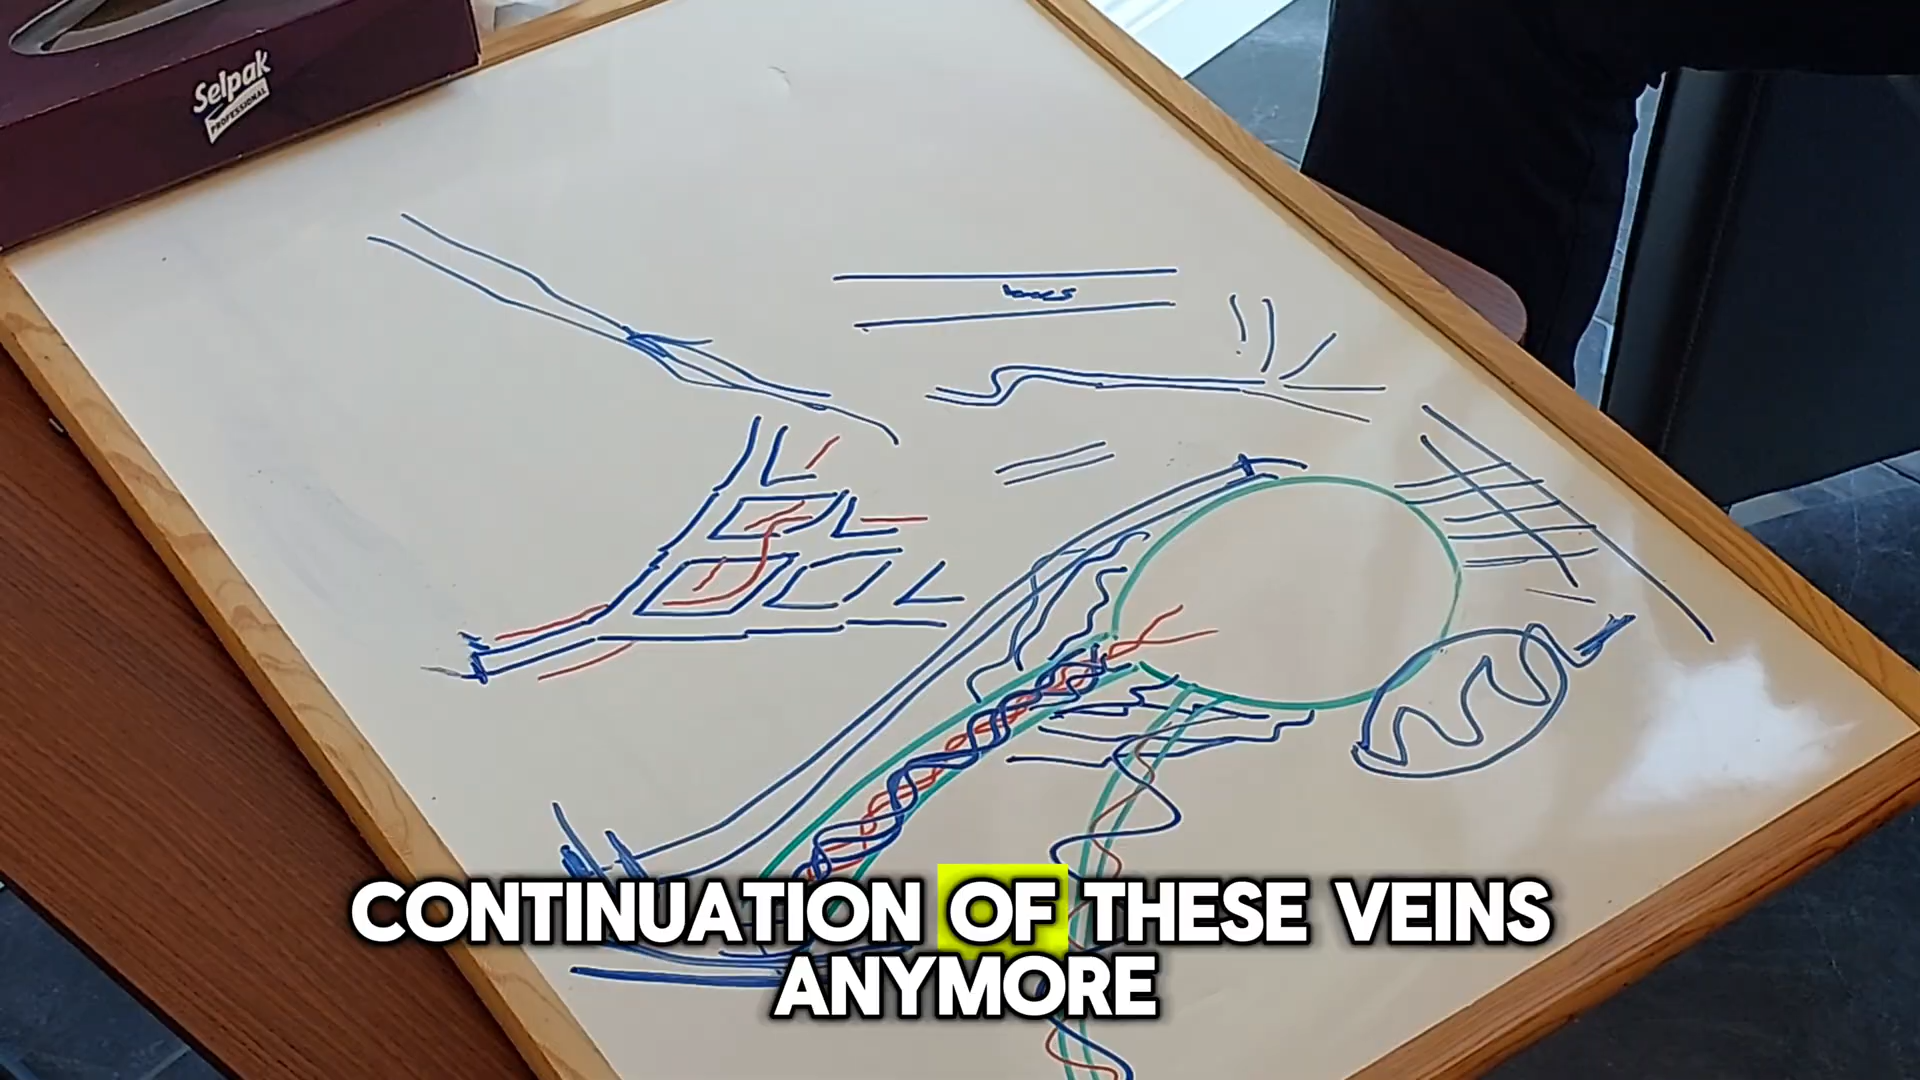 Selpak
PROFESSIONAL
CONTINUATION OF THESE VEINS
ANYMORE